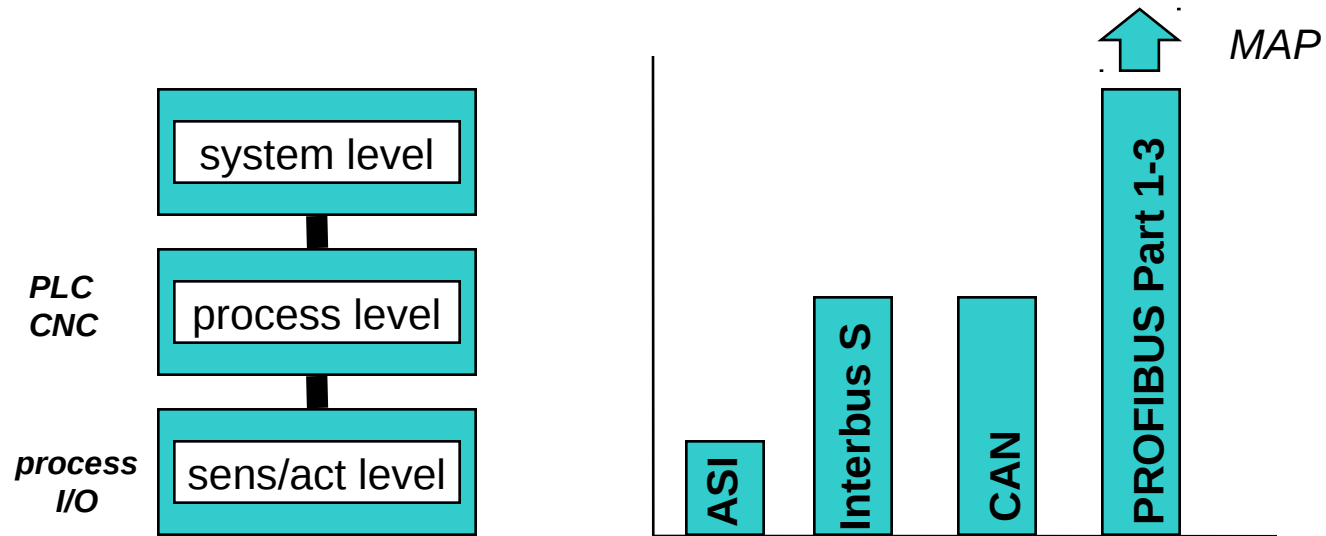 MAP
system level
PLC
CNC
process level
process
I/O
sens/act level
ASI
Interbus S
CAN
PROFIBUS Part 1-3